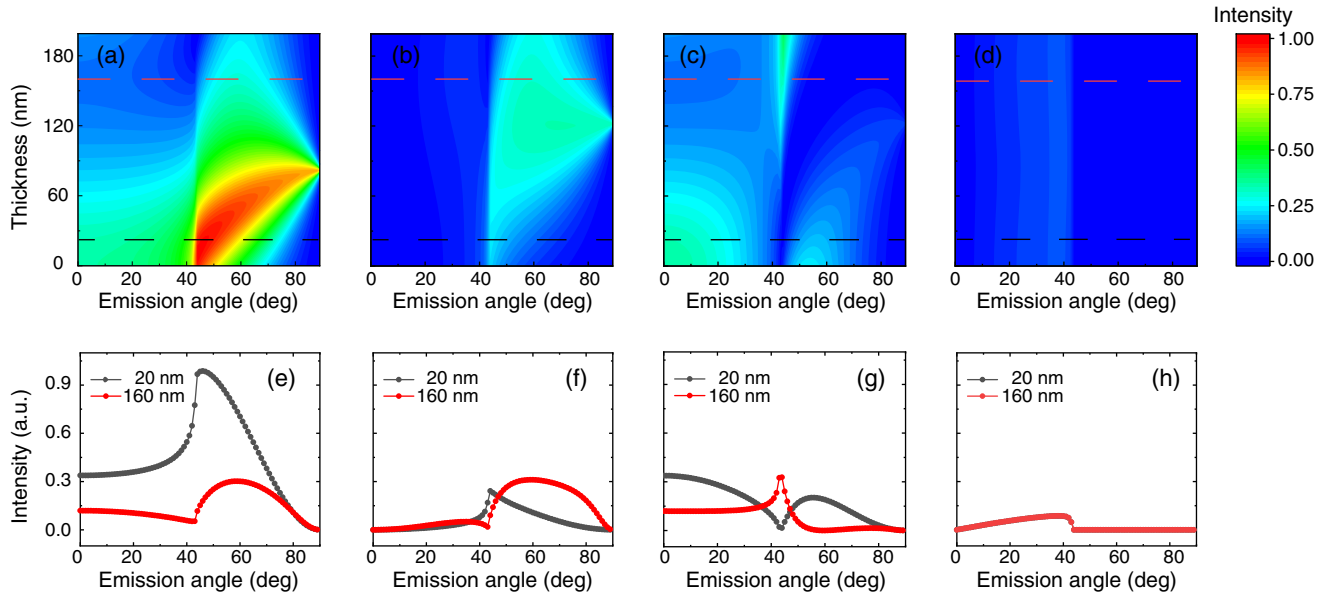 Intensity
(a)
(b)
(c)
(d)
1.00
0.75
0.50
0.25
0.00
Thickness (nm)
180
120
60
0
0 20 40 60 80
0 20 40 60 80
0 20 40 60 80
0 20 40 60 80
Emission angle (deg)
Emission angle (deg)
Emission angle (deg)
Emission angle (deg)
Intensity (a.u.)
0.9
0.6
0.3
0.0
20 nm
160 nm
(e)
20 nm
160 nm
(f)
20 nm
160 nm
(g)
20 nm
160 nm
(h)
0 20 40 60 80
0 20 40 60 80
0 20 40 60 80
0 20 40 60 80
Emission angle (deg)
Emission angle (deg)
Emission angle (deg)
Emission angle (deg)